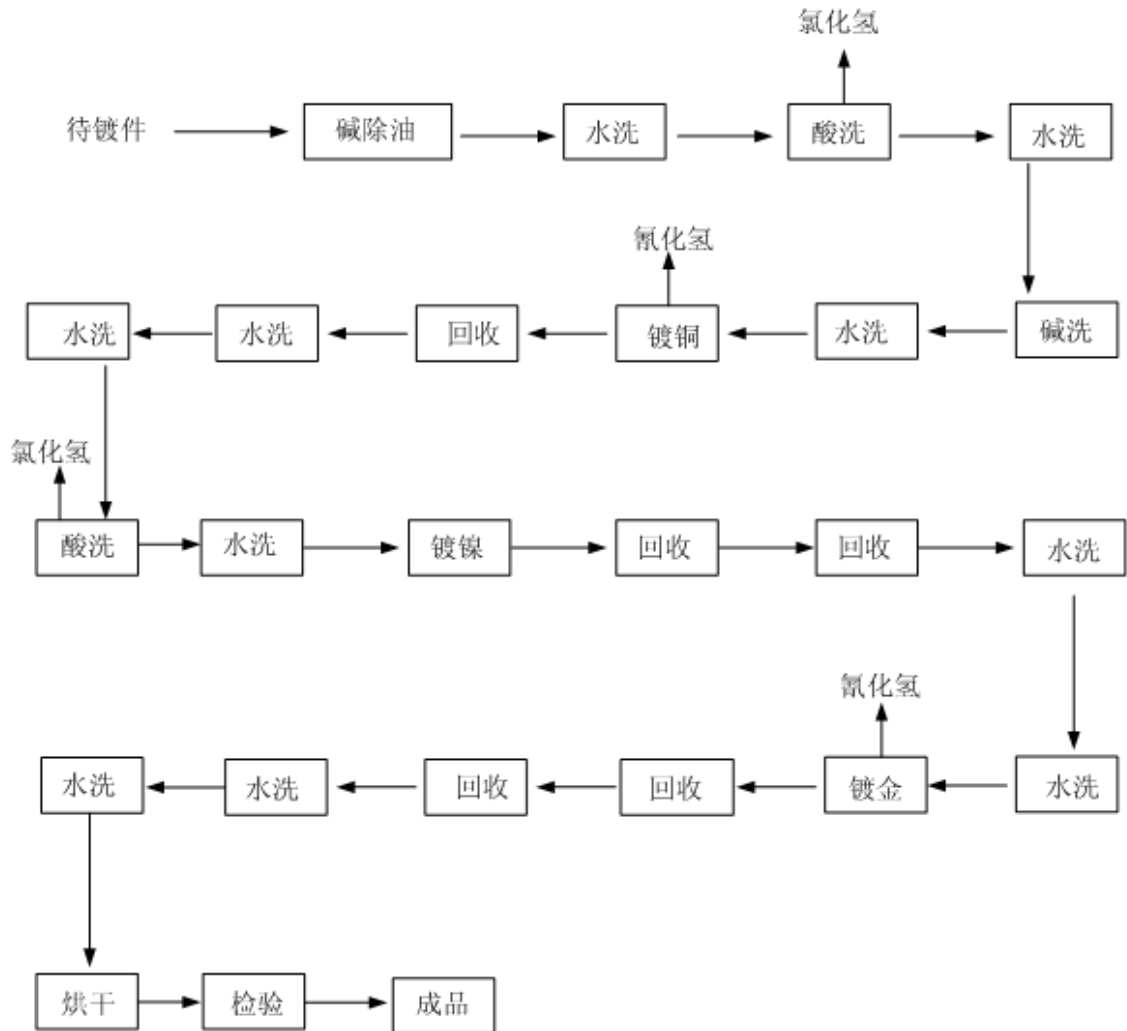 氯化氢
待镀件
碱除油
水洗
酸洗
水洗
氰化氢
水洗
水洗
回收
镀铜
水洗
碱洗
氯化氢
酸洗
水洗
镀镍
回收
回收
水洗
氰化氢
水洗
水洗
回收
回收
镀金
水洗
烘干
检验
成品